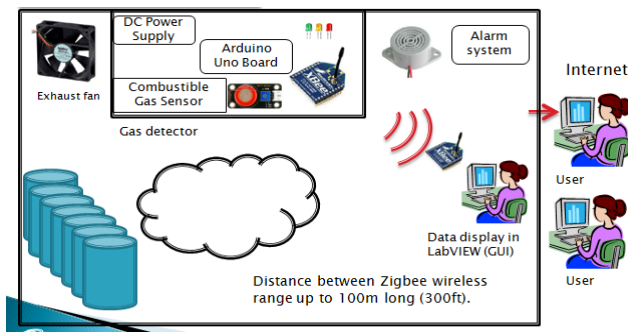 DC Power
Supply
Arduino
Uno Board
XBee
Alarm
system
Internet
Exhaust fan
Combustible
Gas Sensor
Gas detector
User
Data display in
LabVIEW (GUI)
User
Distance between Zigbee wireless
range up to 100m long (300ft).